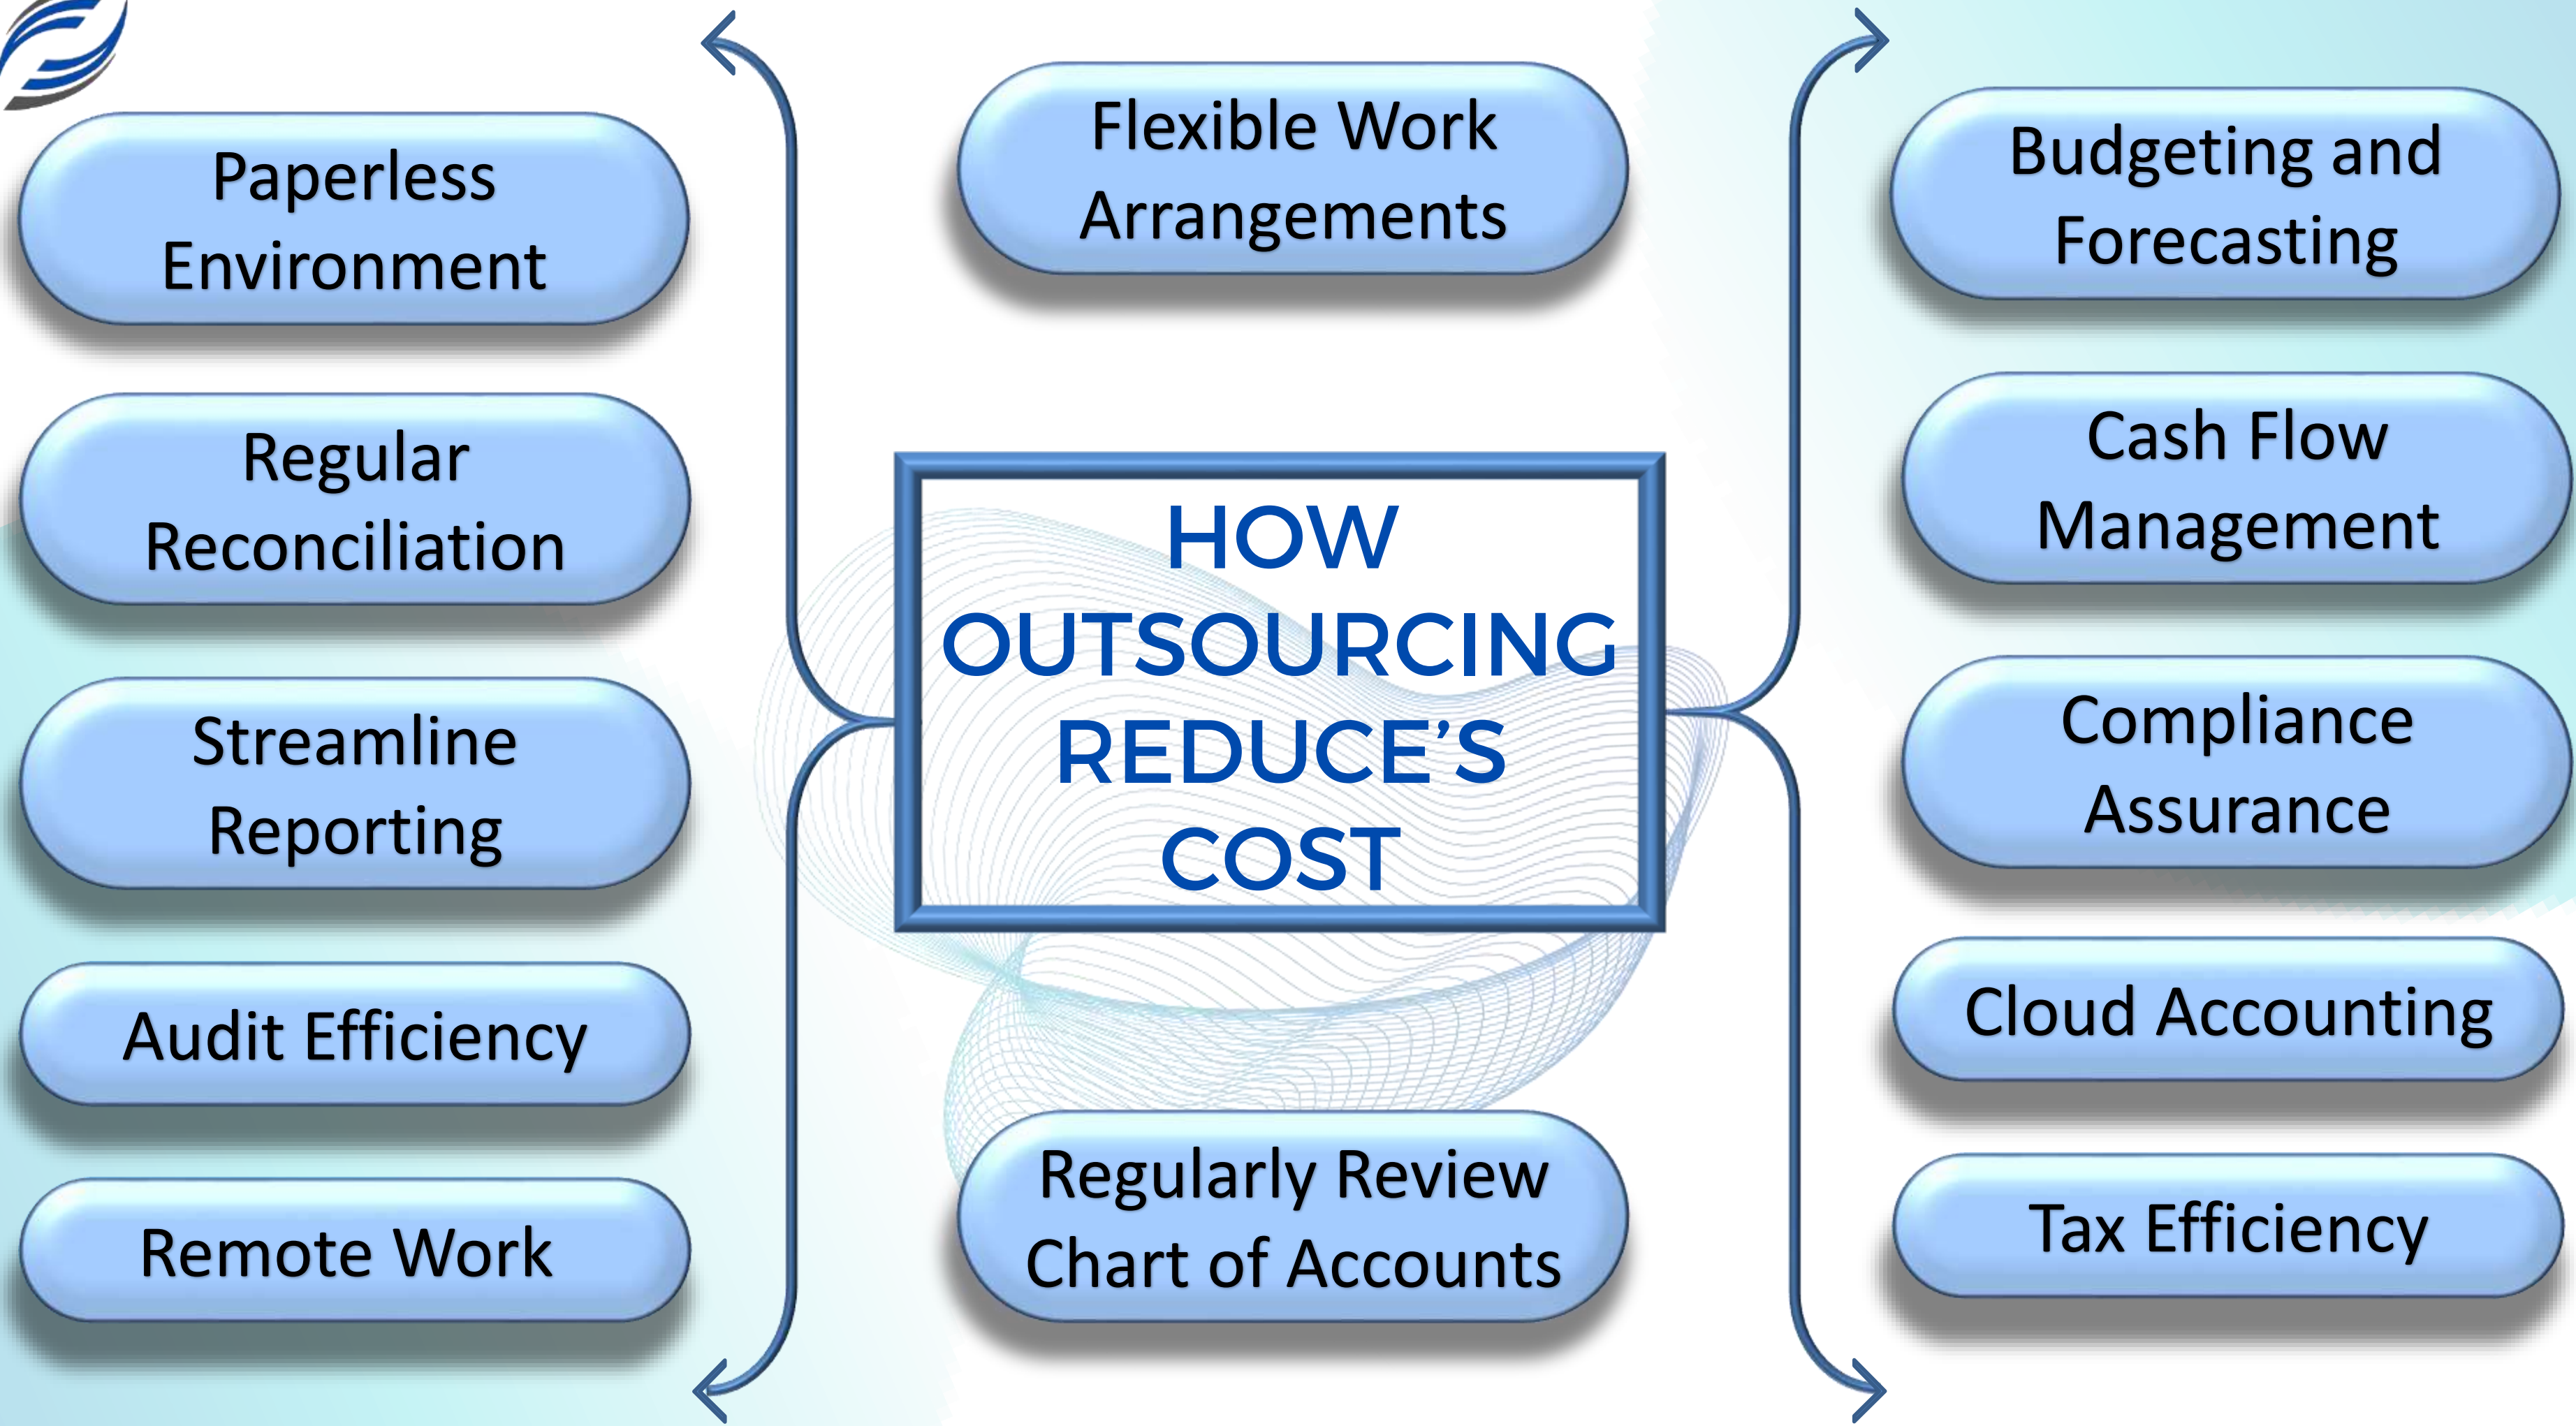 Paperless
Environment
Regular
Reconciliation
Streamline
Reporting
Audit Efficiency
Remote Work
Flexible Work
Arrangements
HOW
OUTSOURCING
REDUCE’S
COST
Regularly Review
Chart of Accounts
Budgeting and
Forecasting
Cash Flow
Management
Compliance
Assurance
Cloud Accounting
Tax Efficiency